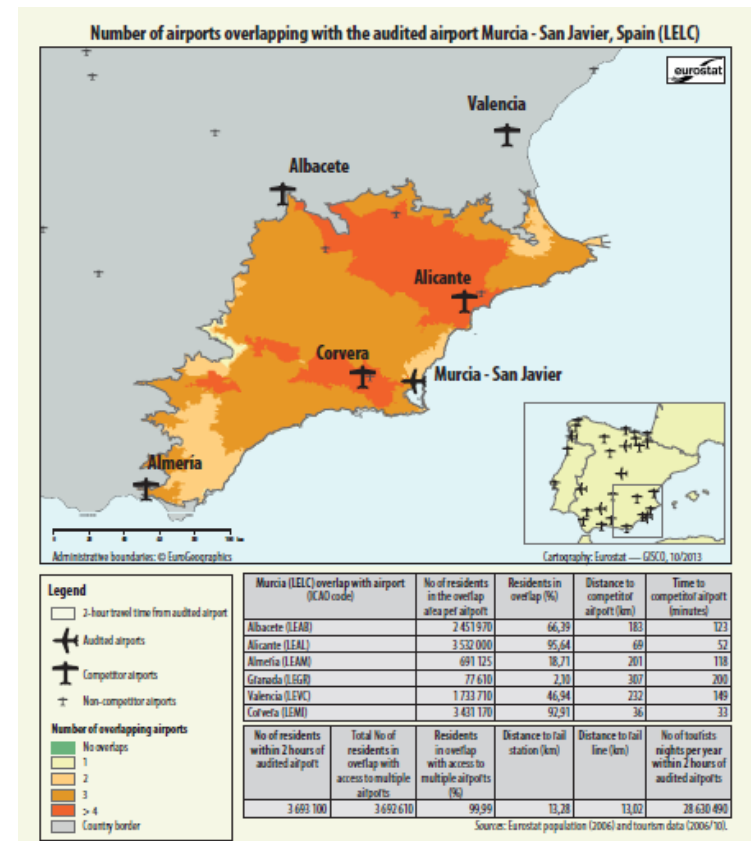 Number of airports overlapping with the audited airport Murcia - San Javier, Spain (LELC)
eurostat
Valencia
Albacete
Alicante
Corvera
Murcia - San Javier
Almería
0 20 40 60 80 100 km
Administrative boundaries: © EuroGeographics
Cartography: Eurostat — GISCO, 10/2013
Legend
2-hour travel time from audited airport
Audited airports
Competitor airports
Non-competitor airports
Number of overlapping airports
No overlaps
1
2
3
> 4
Country border
Murcia (LELC) overlap with airport
(ICAO code)
No of residents
in the overlap
area per airport
Residents in
overlap (%)
Distance to
competitor
airport (km)
Time to
competitor airport
(minutes)
Albacete (LEAB) 2 451 970 66,39 183 123
Alicante (LEAL) 3 532 000 95,64 69 52
Almeria (LEAM) 691 125 18,71 201 118
Granada (LEGR) 77 610 2,10 307 200
Valencia (LEVC) 1 733 710 46,94 232 149
Corvera (LEMI) 3 431 170 92,91 36 33
No of residents
within 2 hours of
audited airport
Total No of
residents in
overlap with
access to multiple
airports
Residents
in overlap
with access to
multiple airports
(%)
Distance to rail
station (km)
Distance to rail
line (km)
No of tourists
nights per year
within 2 hours of
audited airports
3 693 100 3 692 610 99,99 13,28 13,02 28 630 490
Sources: Eurostat population (2006) and tourism data (2006/10).